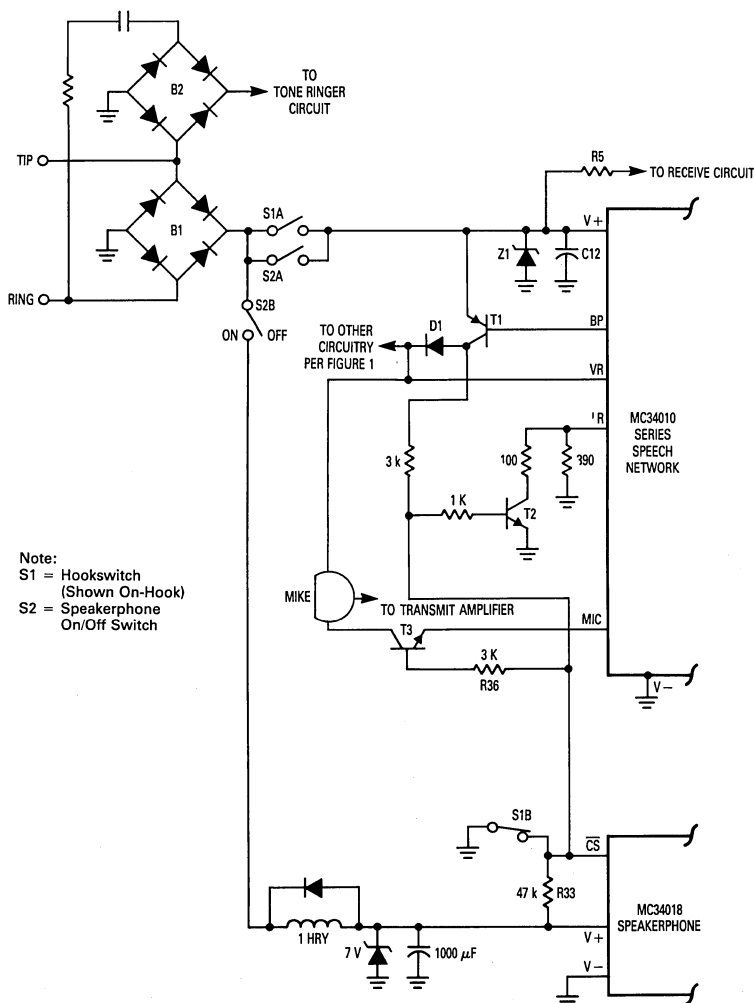 B2
TO
TONE RINGER
CIRCUIT
TIP
B1
RING
S1A
S2A
S2B
ON OFF
R5
TO RECEIVE CIRCUIT
V+
Z1
C12
T1
BP
D1
TO OTHER
CIRCUITRY
PER FIGURE 1
VR
MC34010
SERIES
SPEECH
NETWORK
3 k
100
390
1 K
T2
Note:
S1 = Hookswitch
(Shown On-Hook)
S2 = Speakerphone
On/Off Switch
MIKE
TO TRANSMIT AMPLIFIER
T3
MIC
3 K
R36
V−
S1B
CS
47 k R33
MC34018
SPEAKERPHONE
1 HRY
7 V
1000 µF
V+
V−